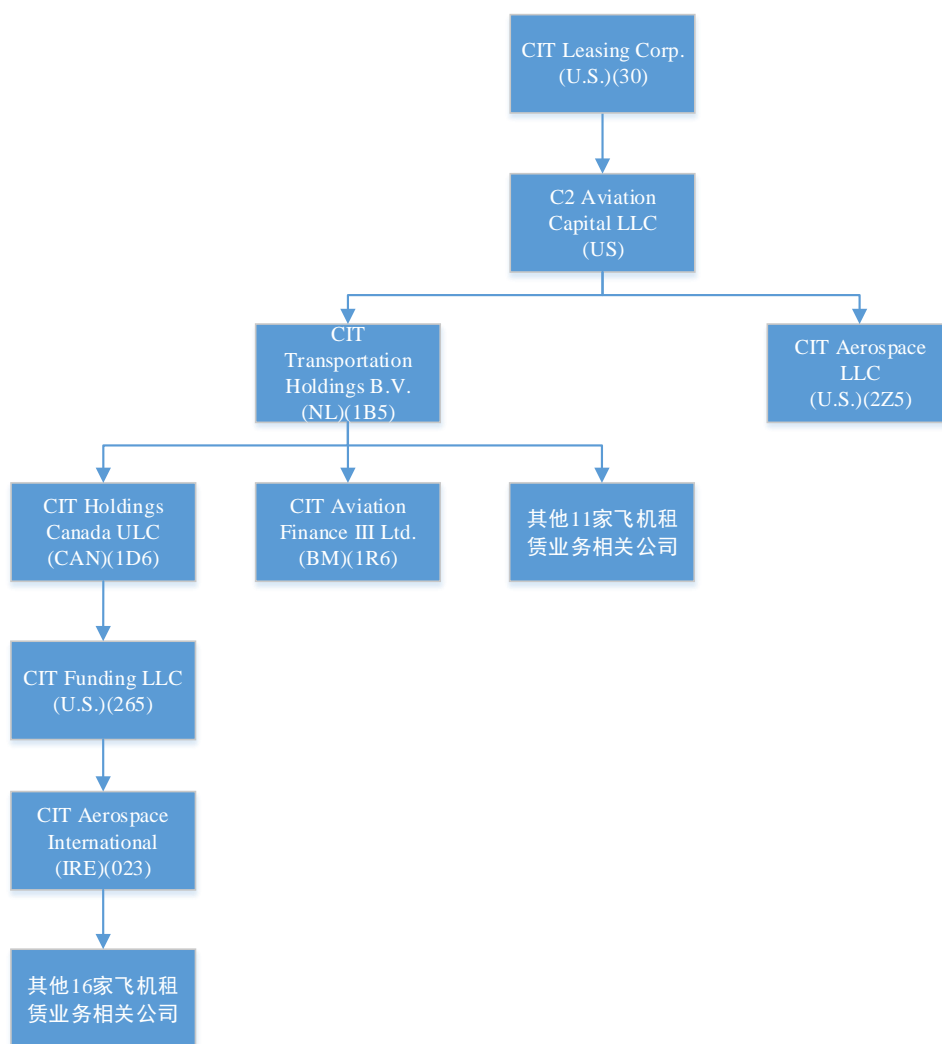 CIT Leasing Corp.
(U.S.)(30)
C2 Aviation
Capital LLC
(US)
CIT
Transportation
Holdings B.V.
(NL)(1B5)
CIT Aerospace
LLC
(U.S.)(2Z5)
CIT Holdings
Canada ULC
(CAN)(1D6)
CIT Aviation
Finance III Ltd.
(BM)(1R6)
其他11家飞机租
赁业务相关公司
CIT Funding LLC
(U.S.)(265)
CIT Aerospace
International
(IRE)(023)
其他16家飞机租
赁业务相关公司